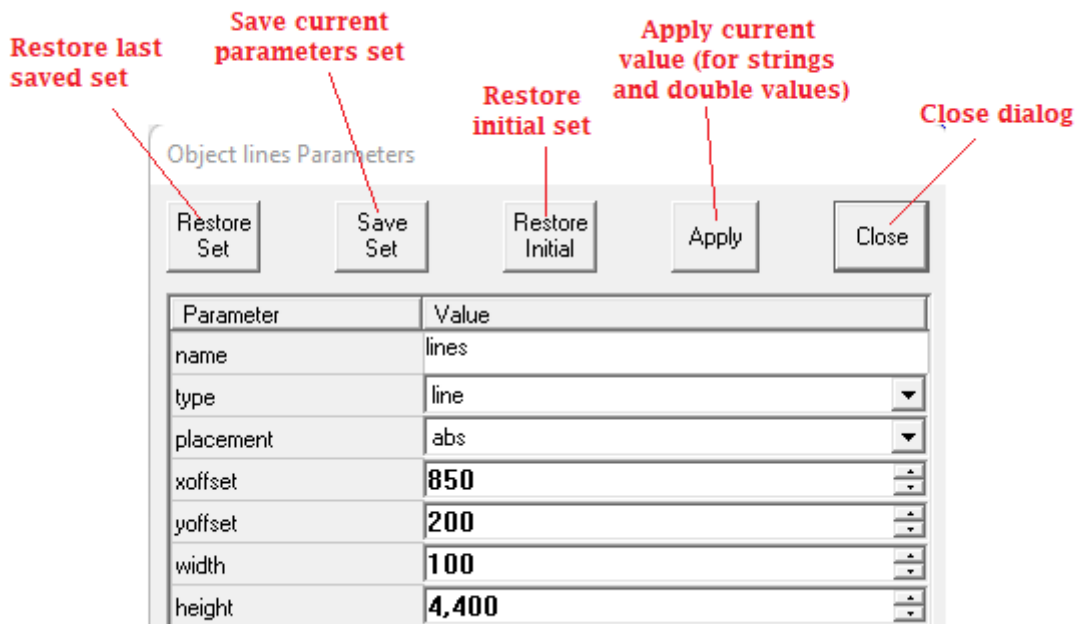 Restore last
saved set
Save current
parameters set
Restore
initial set
Apply current
value (for strings
and double values)
Close dialog
Object lines Parameters
Restore
Set
Save
Set
Restore
Initial
Apply
Close
Parameter Value
name lines
type line
placement abs
xoffset 850
yoffset 200
width 100
height 4,400